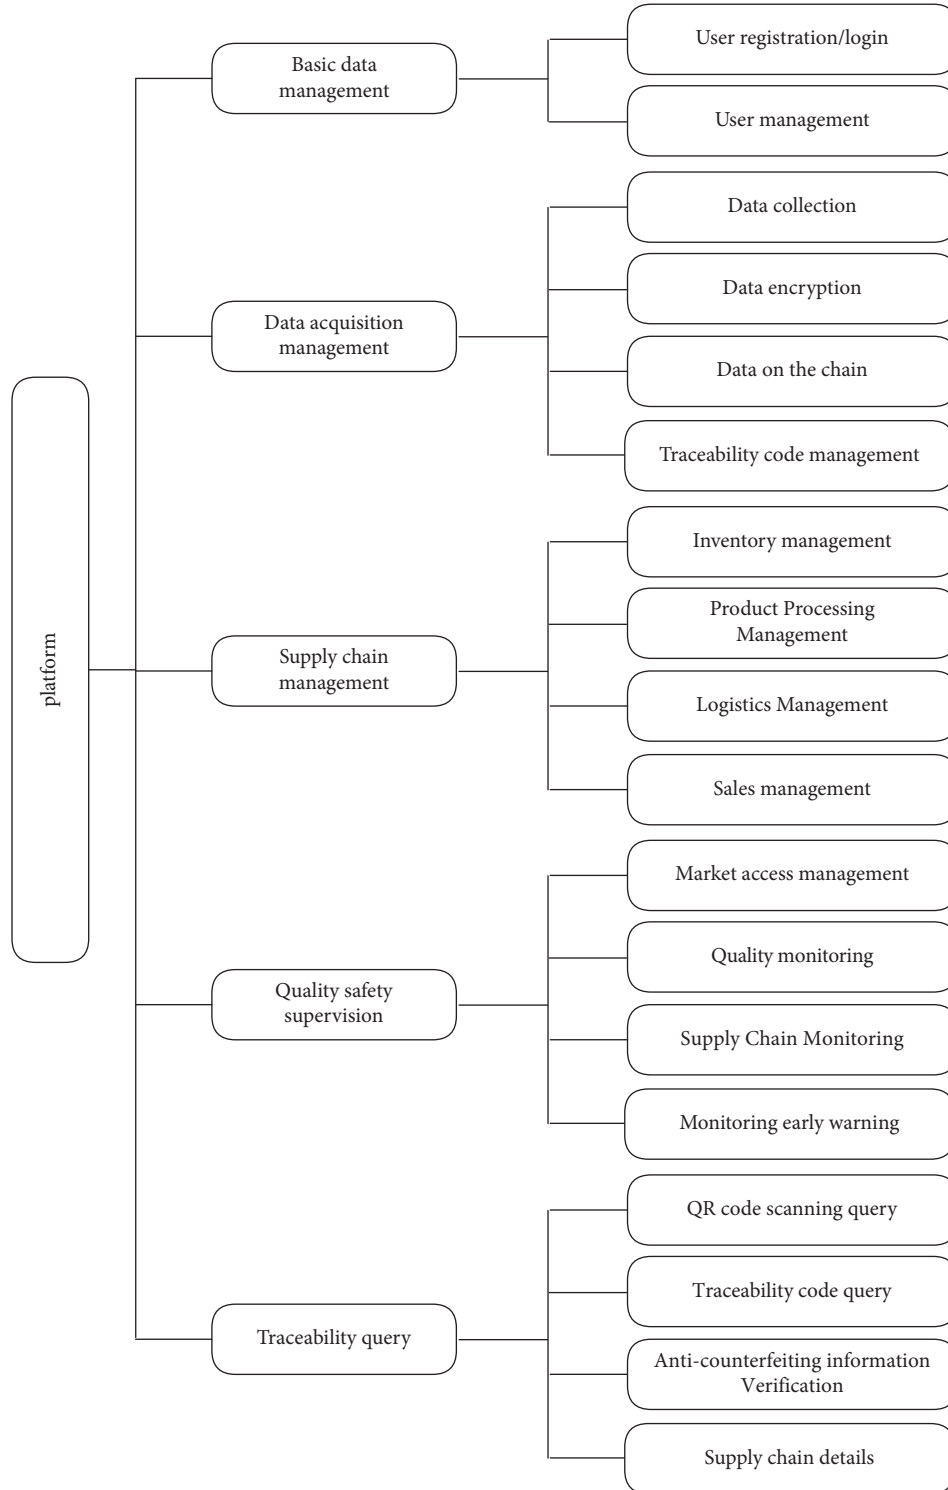 platform
Basic data
management
User registration/login
User management
Data acquisition
management
Data collection
Data encryption
Data on the chain
Traceability code management
Supply chain
management
Inventory management
Product Processing
Management
Logistics Management
Sales management
Quality safety
supervision
Market access management
Quality monitoring
Supply Chain Monitoring
Monitoring early warning
Traceability query
QR code scanning query
Traceability code query
Anti-counterfeiting information
Verification
Supply chain details